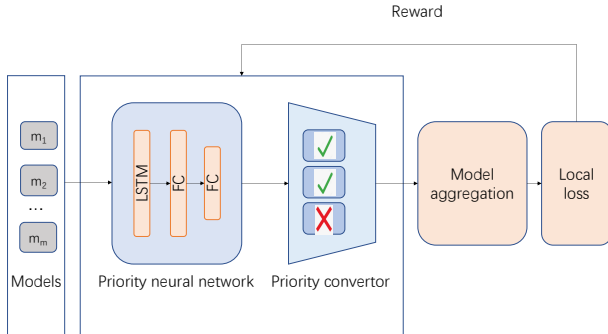 Reward
m1
m2
...
mm
LSTM
FC
FC
Model
aggregation
Local
loss
Models
Priority neural network
Priority convertor